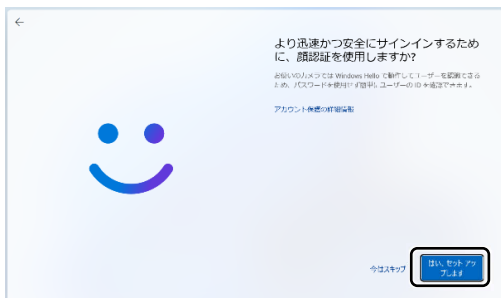 より迅速かつ安全にサインインするため
に、顔認証を使用しますか?
お使いのカメラでは Windows Hello で動作してユーザーを認識できる
ため、パスワードを使用せず簡単にユーザーの ID を確認できます。
アカウント保護の詳細情報
今はスキップ
はい、セット アッ
プします